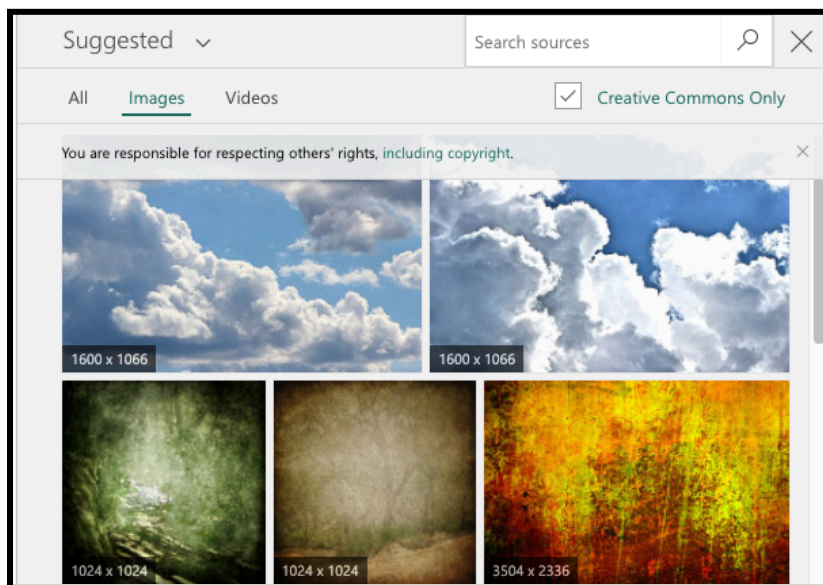 Suggested
Search sources
All Images Videos Creative Commons Only
You are responsible for respecting others' rights, including copyright.
1600 x 1066 1600 x 1066
1024 x 1024 1024 x 1024 3504 x 2336